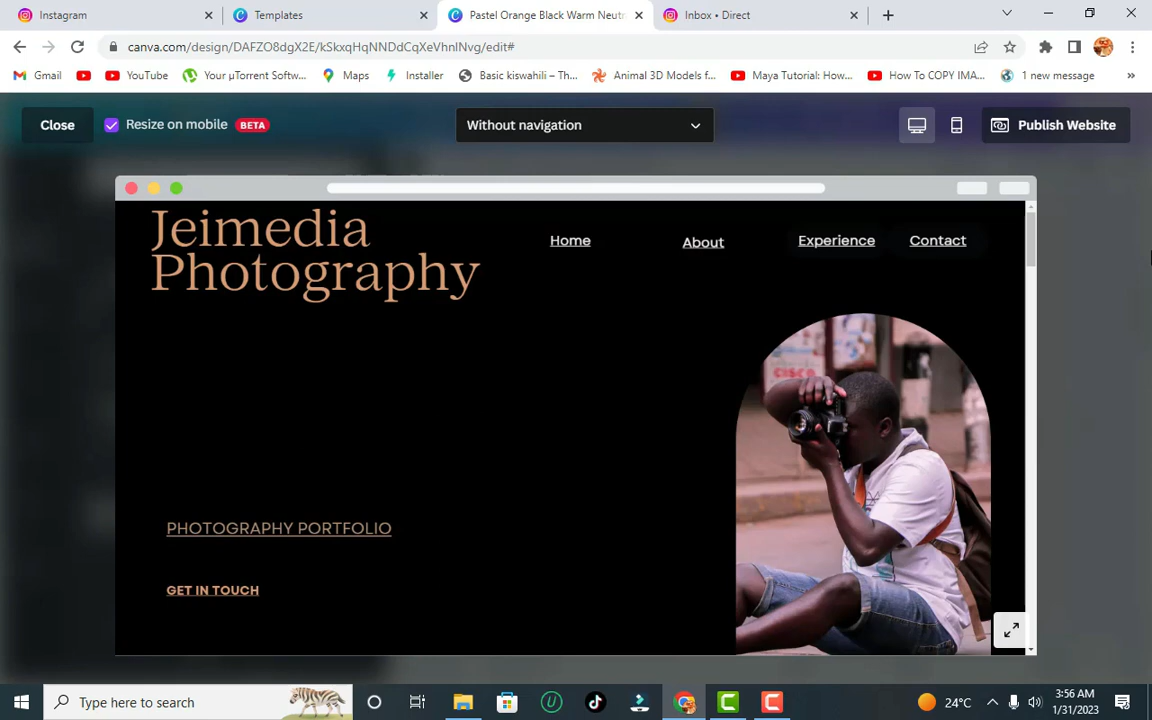 Instagram
Templates
Pastel Orange Black Warm Neutr
Inbox • Direct
canva.com/design/DAFZO8dgX2E/kSkxqHqNNDdCqXeVhnlNvg/edit#
Gmail
YouTube
Your µTorrent Softw...
Maps
Installer
Basic kiswahili – Th...
Animal 3D Models f...
Maya Tutorial: How...
How To COPY IMA...
1 new message
Close
Resize on mobile
BETA
Without navigation
Publish Website
Jeimedia
Photography
Home
About
Experience
Contact
PHOTOGRAPHY PORTFOLIO
GET IN TOUCH
Type here to search
24°C
3:56 AM
1/31/2023